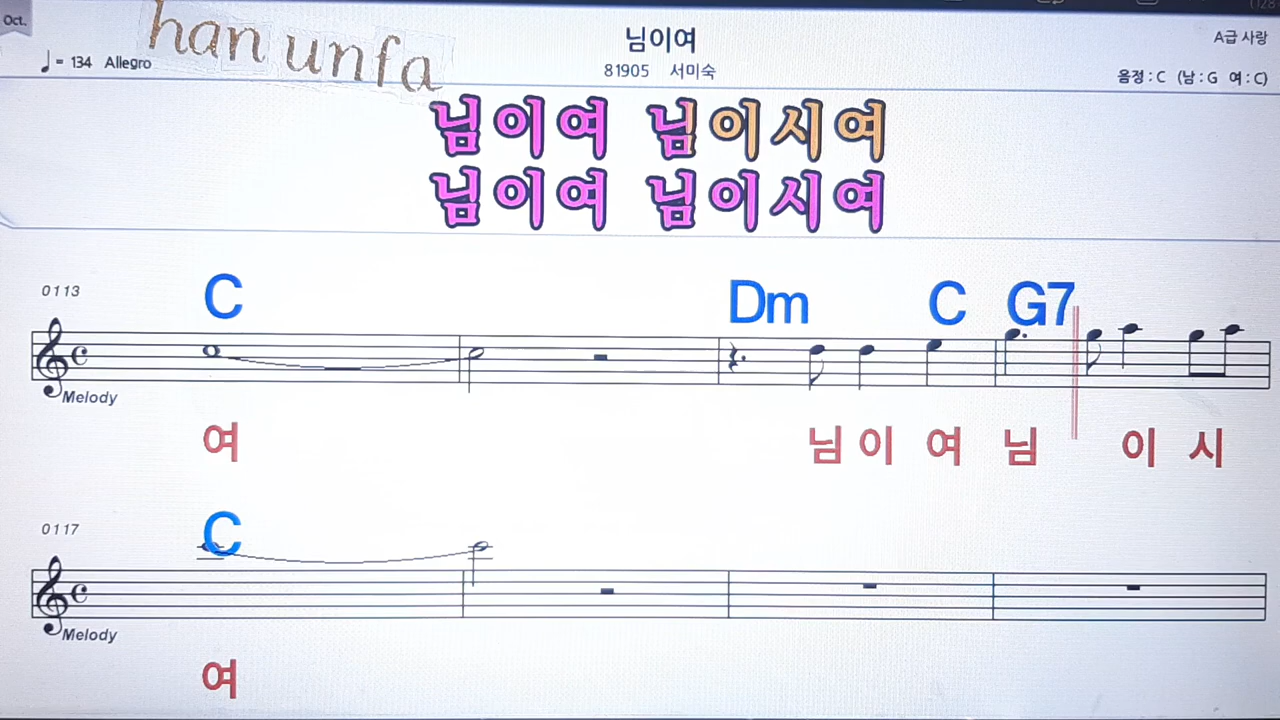 Oct.
han unfa
님이여
A급 사랑
♩= 134 Allegro
81905 서미숙
음정 : C (남 : G 여 : C)
님이여 님이시여
님이여 님이시여
0113
C Dm C G7
Melody
여 님 이 여 님 이 시
0117
C
Melody
여